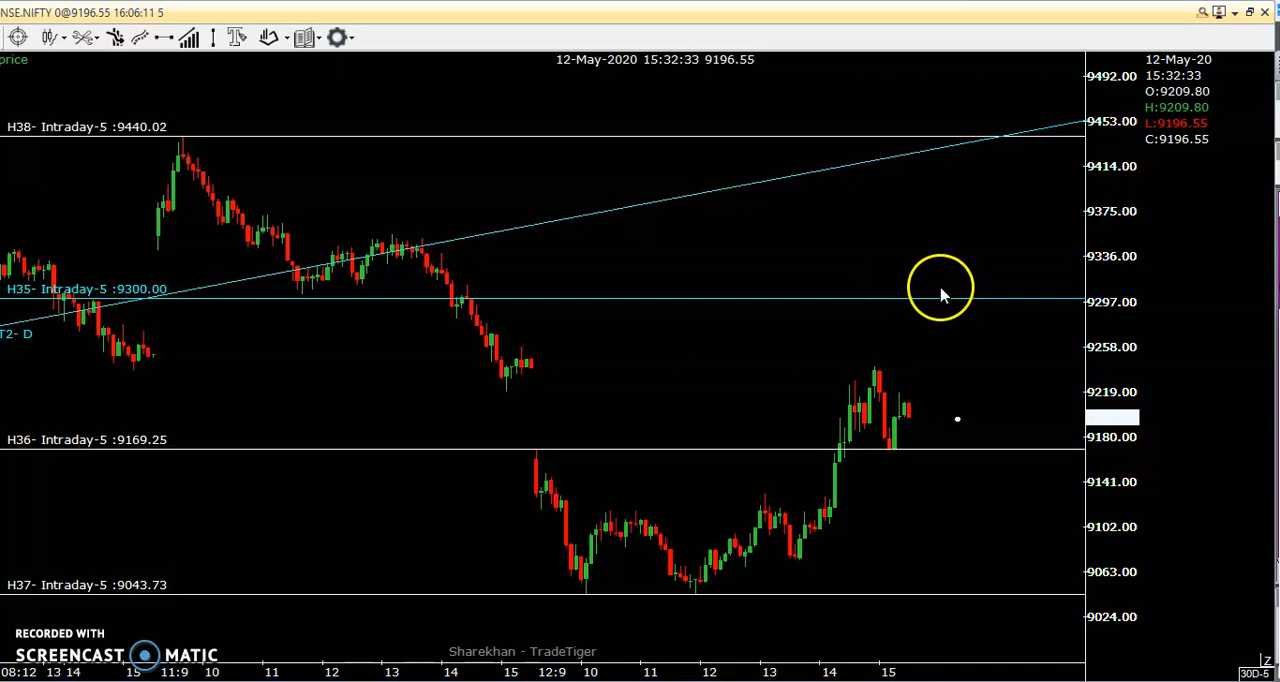 NSE.NIFTY 0@9196.55 16:06:11 5
price
12-May-2020 15:32:33 9196.55
12-May-20
15:32:33
O:9209.80
H:9209.80
L:9196.55
C:9196.55
9492.00
9453.00
9414.00
9375.00
9336.00
9297.00
9258.00
9219.00
9180.00
9141.00
9102.00
9063.00
9024.00
H38- Intraday-5 :9440.02
H35- Intraday-5 :9300.00
T2- D
H36- Intraday-5 :9169.25
H37- Intraday-5 :9043.73
RECORDED WITH
SCREENCAST MATIC
Sharekhan - TradeTiger
08:12 13 14 15 11:9 10 11 12 13 14 15 12:9 10 11 12 13 14 15
Z
30D-5